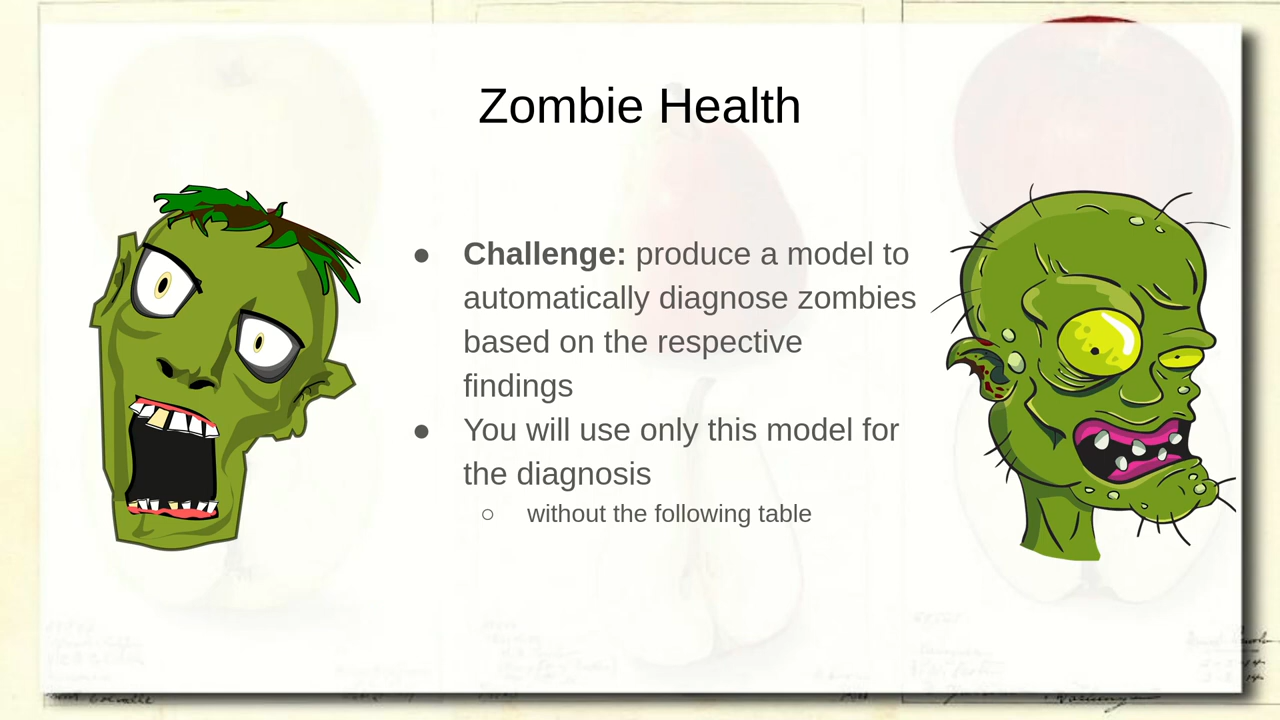 Zombie Health
● Challenge: produce a model to
automatically diagnose zombies
based on the respective
findings
● You will use only this model for
the diagnosis
○ without the following table